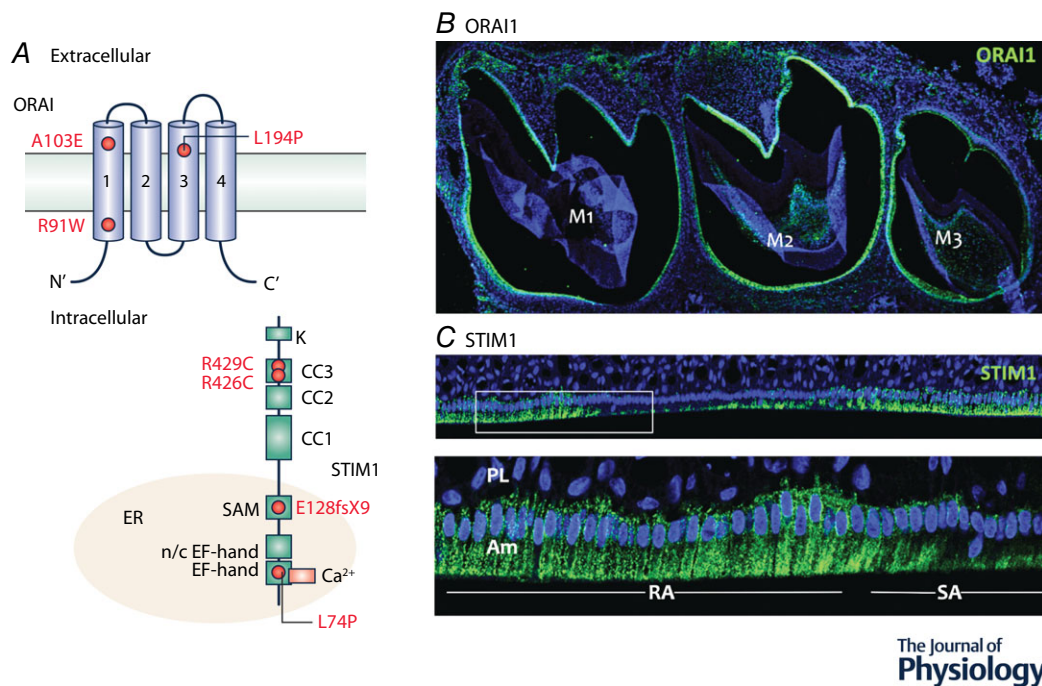 A Extracellular
ORAI
A103E
L194P
1 2 3 4
R91W
N′
C′
Intracellular
K
R429C
R426C
CC3
CC2
CC1
STIM1
ER
SAM
E128fsX9
n/c EF-hand
EF-hand
Ca²⁺
L74P
B ORAI1
ORAI1
M1
M2
M3
C STIM1
STIM1
PL
Am
RA
SA
The Journal of
Physiology